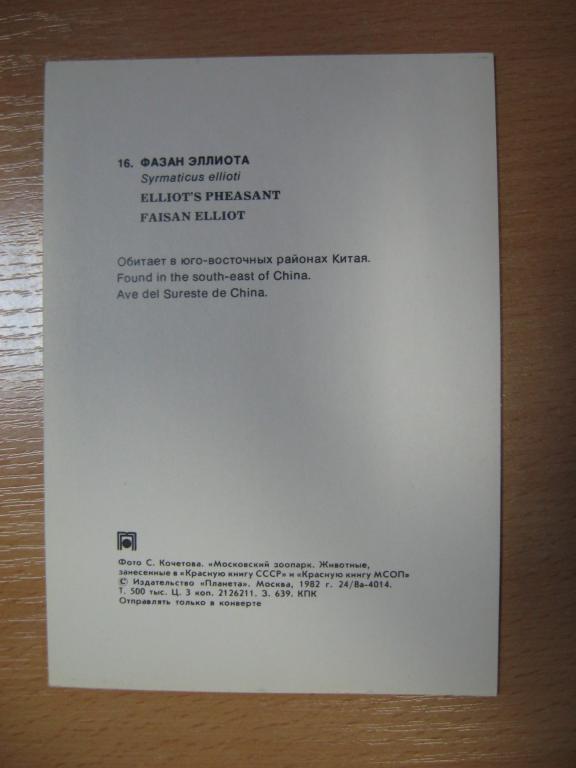 16. ФАЗАН ЭЛЛИОТА
Syrmaticus ellioti
ELLIOT'S PHEASANT
FAISAN ELLIOT
Обитает в юго-восточных районах Китая.
Found in the south-east of China.
Ave del Sureste de China.
Фото С. Кочетова. «Московский зоопарк. Животные,
занесенные в «Красную книгу СССР» и «Красную книгу МСОП»
© Издательство «Планета». Москва, 1982 г. 24/8а-4014.
Т. 500 тыс. Ц. 3 коп. 2126211. З. 639. КПК
Отправлять только в конверте